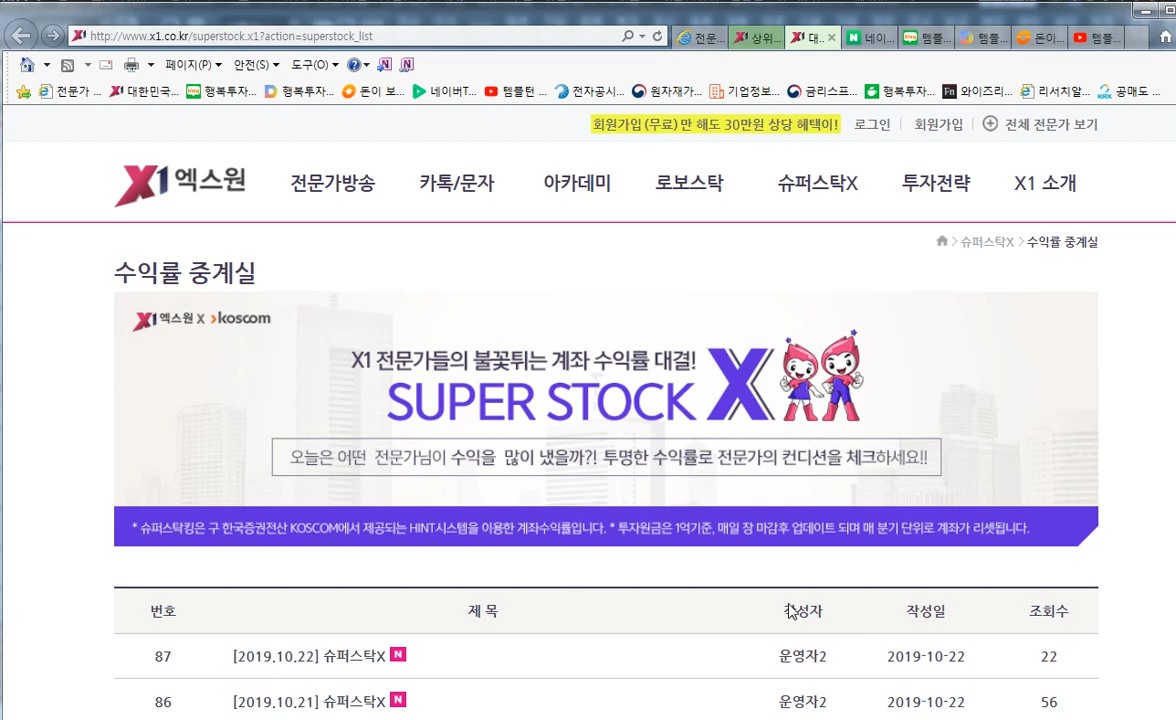 http://www.x1.co.kr/superstock.x1?action=superstock_list
전문...
X1 상위...
X1 대...
네이...
템플...
템플...
돈이...
템플...
페이지(P)
안전(S)
도구(O)
전문가 ...
X1 대한민국...
행복투자...
행복투자...
돈이 보...
네이버T...
템플턴 ...
전자공시...
원자재가...
기업정보...
금리스프...
행복투자...
와이즈리...
리서치알...
공매도 ...
회원가입(무료)만 해도 30만원 상당 혜택이!
로그인
회원가입
전체 전문가 보기
X1 엑스원
전문가방송
카톡/문자
아카데미
로보스탁
슈퍼스탁X
투자전략
X1 소개
> 슈퍼스탁X > 수익률 중계실
수익률 중계실
X1 엑스원 X koscom
X1 전문가들의 불꽃튀는 계좌 수익률 대결!
SUPER STOCK X
오늘은 어떤 전문가님이 수익을 많이 냈을까?! 투명한 수익률로 전문가의 컨디션을 체크하세요!!
* 슈퍼스탁킹은 구 한국증권전산 KOSCOM에서 제공되는 HINT시스템을 이용한 계좌수익률입니다. * 투자원금은 1억기준, 매일 장 마감후 업데이트 되며 매 분기 단위로 계좌가 리셋됩니다.
번호 제 목 작성자 작성일 조회수
87 [2019.10.22] 슈퍼스탁X N 운영자2 2019-10-22 22
86 [2019.10.21] 슈퍼스탁X N 운영자2 2019-10-22 56